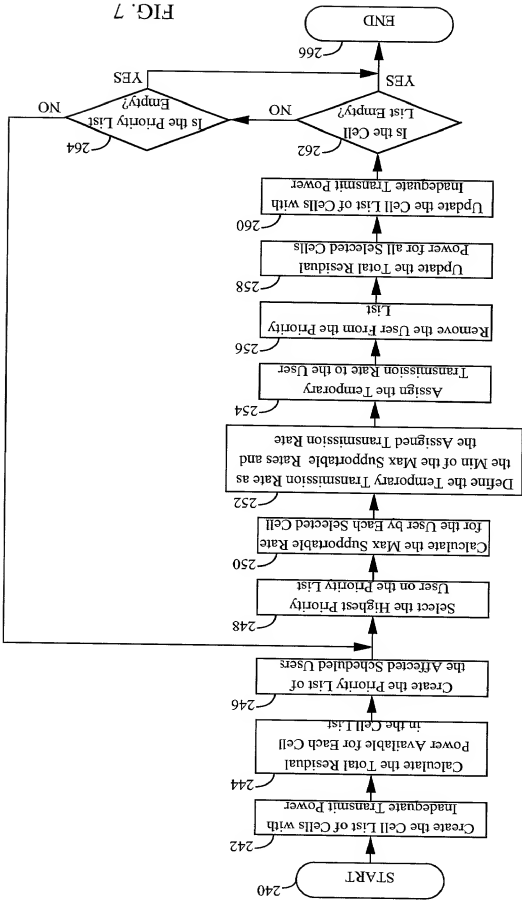 START
240
Create the Cell List of Cells with
Inadequate Transmit Power
242
Calculate the Total Residual
Power Available for Each Cell
in the Cell List
244
Create the Priority List of
the Affected Scheduled Users
246
Select the Highest Priority
User on the Priority List
248
Calculate the Max Supportable Rate
for the User by Each Selected Cell
250
Define the Temporary Transmission Rate as
the Min of the Max Supportable Rates and
the Assigned Transmission Rate
252
Assign the Temporary
Transmission Rate to the User
254
Remove the User From the Priority
List
256
Update the Total Residual
Power for all Selected Cells
258
Update the Cell List of Cells with
Inadequate Transmit Power
260
Is the Cell
List Empty?
262
NO
YES
Is the Priority List
Empty?
264
NO
YES
END
266
FIG. 7